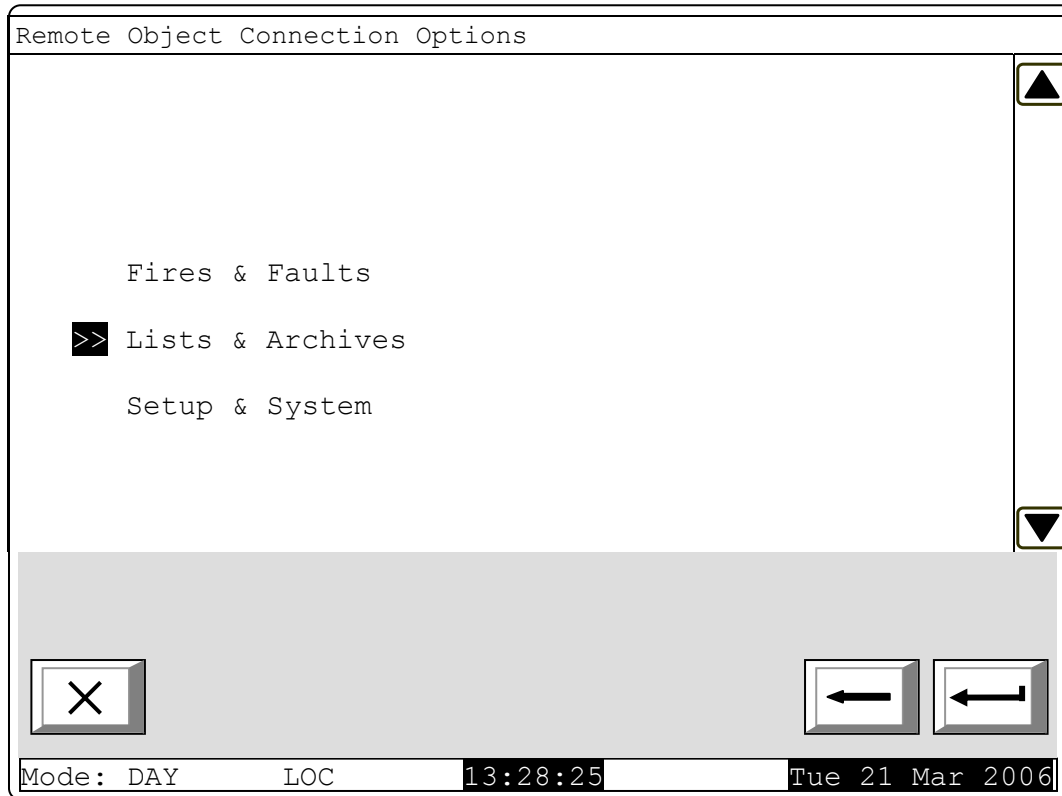 Remote Object Connection Options
Fires & Faults
>> Lists & Archives
Setup & System
Mode: DAY LOC 13:28:25 Tue 21 Mar 2006